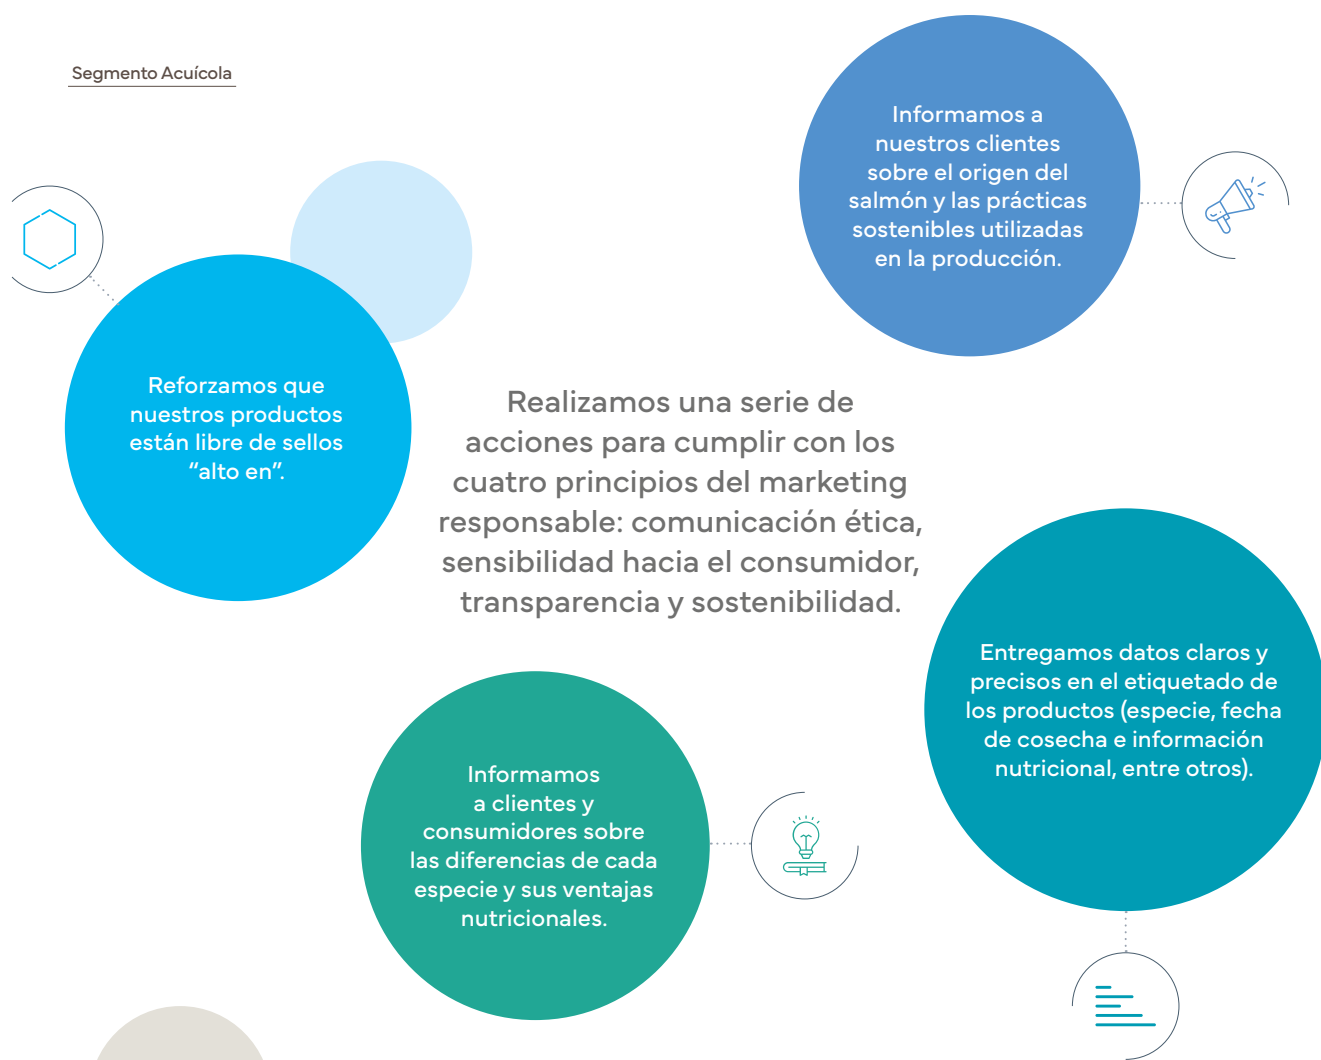 Segmento Acuícola
Informamos a
nuestros clientes
sobre el origen del
salmón y las prácticas
sostenibles utilizadas
en la producción.
Reforzamos que
nuestros productos
están libre de sellos
“alto en”.
Realizamos una serie de
acciones para cumplir con los
cuatro principios del marketing
responsable: comunicación ética,
sensibilidad hacia el consumidor,
transparencia y sostenibilidad.
Entregamos datos claros y
precisos en el etiquetado de
los productos (especie, fecha
de cosecha e información
nutricional, entre otros).
Informamos
a clientes y
consumidores sobre
las diferencias de cada
especie y sus ventajas
nutricionales.